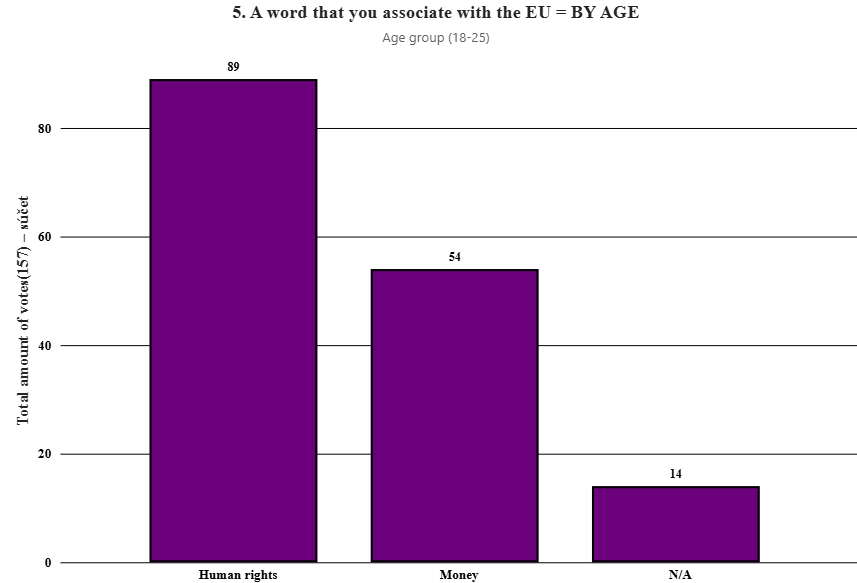 5. A word that you associate with the EU = BY AGE
Age group (18-25)
Total amount of votes(157) – súčet
80
60
40
20
0
89
54
14
Human rights
Money
N/A